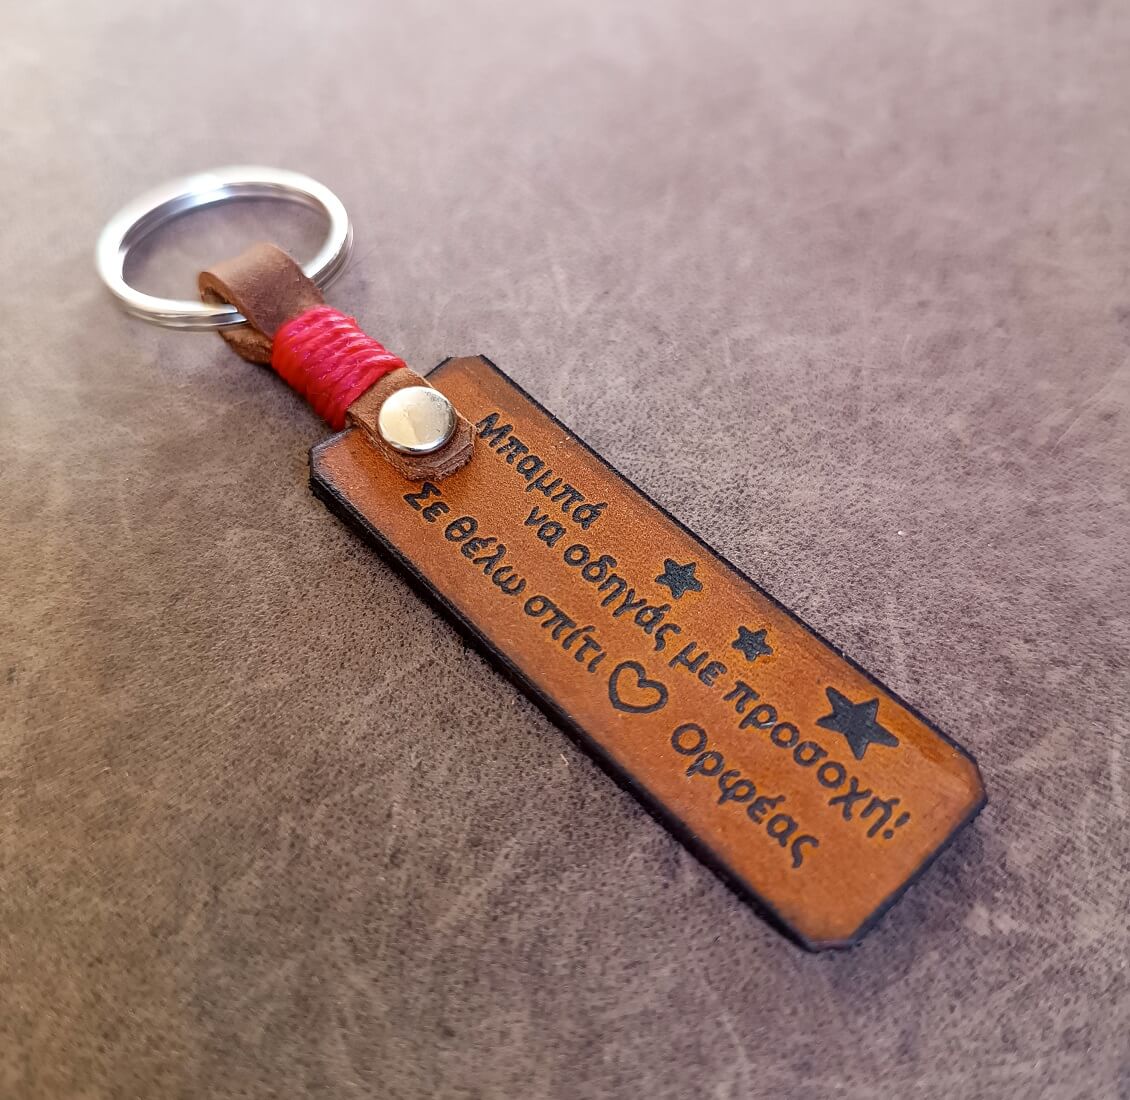 Μπαμπά
να οδηγάς με προσοχή!
Σε θέλω σπίτι
Ορφέας